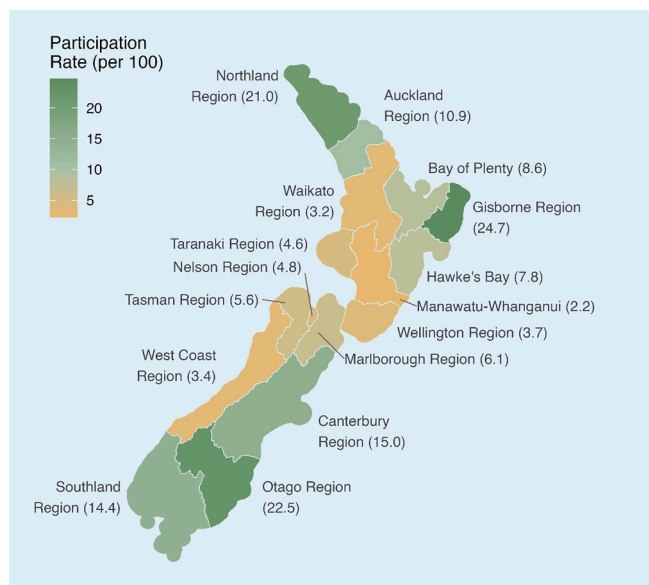 Participation
Rate (per 100)
20
15
10
5
Northland
Region (21.0)
Auckland
Region (10.9)
Bay of Plenty (8.6)
Waikato
Region (3.2)
Gisborne Region
(24.7)
Taranaki Region (4.6)
Nelson Region (4.8)
Hawke's Bay (7.8)
Tasman Region (5.6)
Manawatu-Whanganui (2.2)
Wellington Region (3.7)
West Coast
Region (3.4)
Marlborough Region (6.1)
Canterbury
Region (15.0)
Southland
Region (14.4)
Otago Region
(22.5)